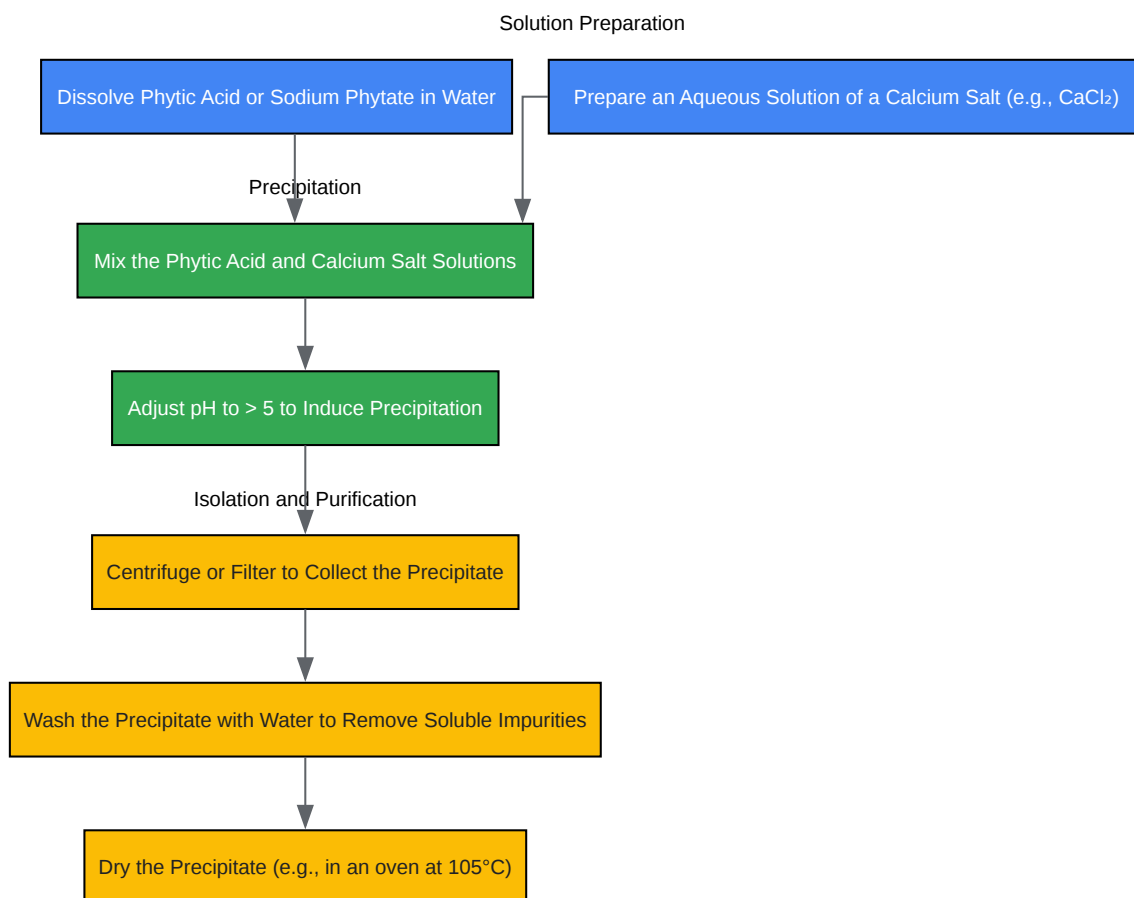 Solution Preparation
Dissolve Phytic Acid or Sodium Phytate in Water
Prepare an Aqueous Solution of a Calcium Salt (e.g., CaCl₂)
Precipitation
Mix the Phytic Acid and Calcium Salt Solutions
Adjust pH to > 5 to Induce Precipitation
Isolation and Purification
Centrifuge or Filter to Collect the Precipitate
Wash the Precipitate with Water to Remove Soluble Impurities
Dry the Precipitate (e.g., in an oven at 105°C)